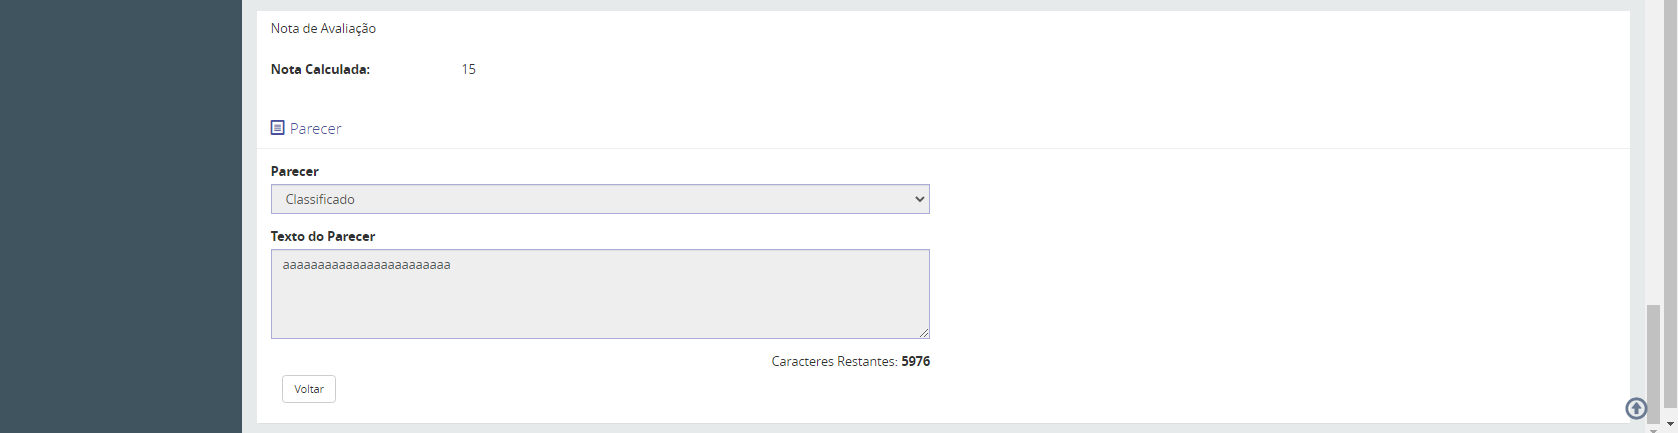 Nota de Avaliação
Nota Calculada: 15
Parecer
Parecer
Classificado
Texto do Parecer
aaaaaaaaaaaaaaaaaaaaaaaa
Caracteres Restantes: 5976
Voltar